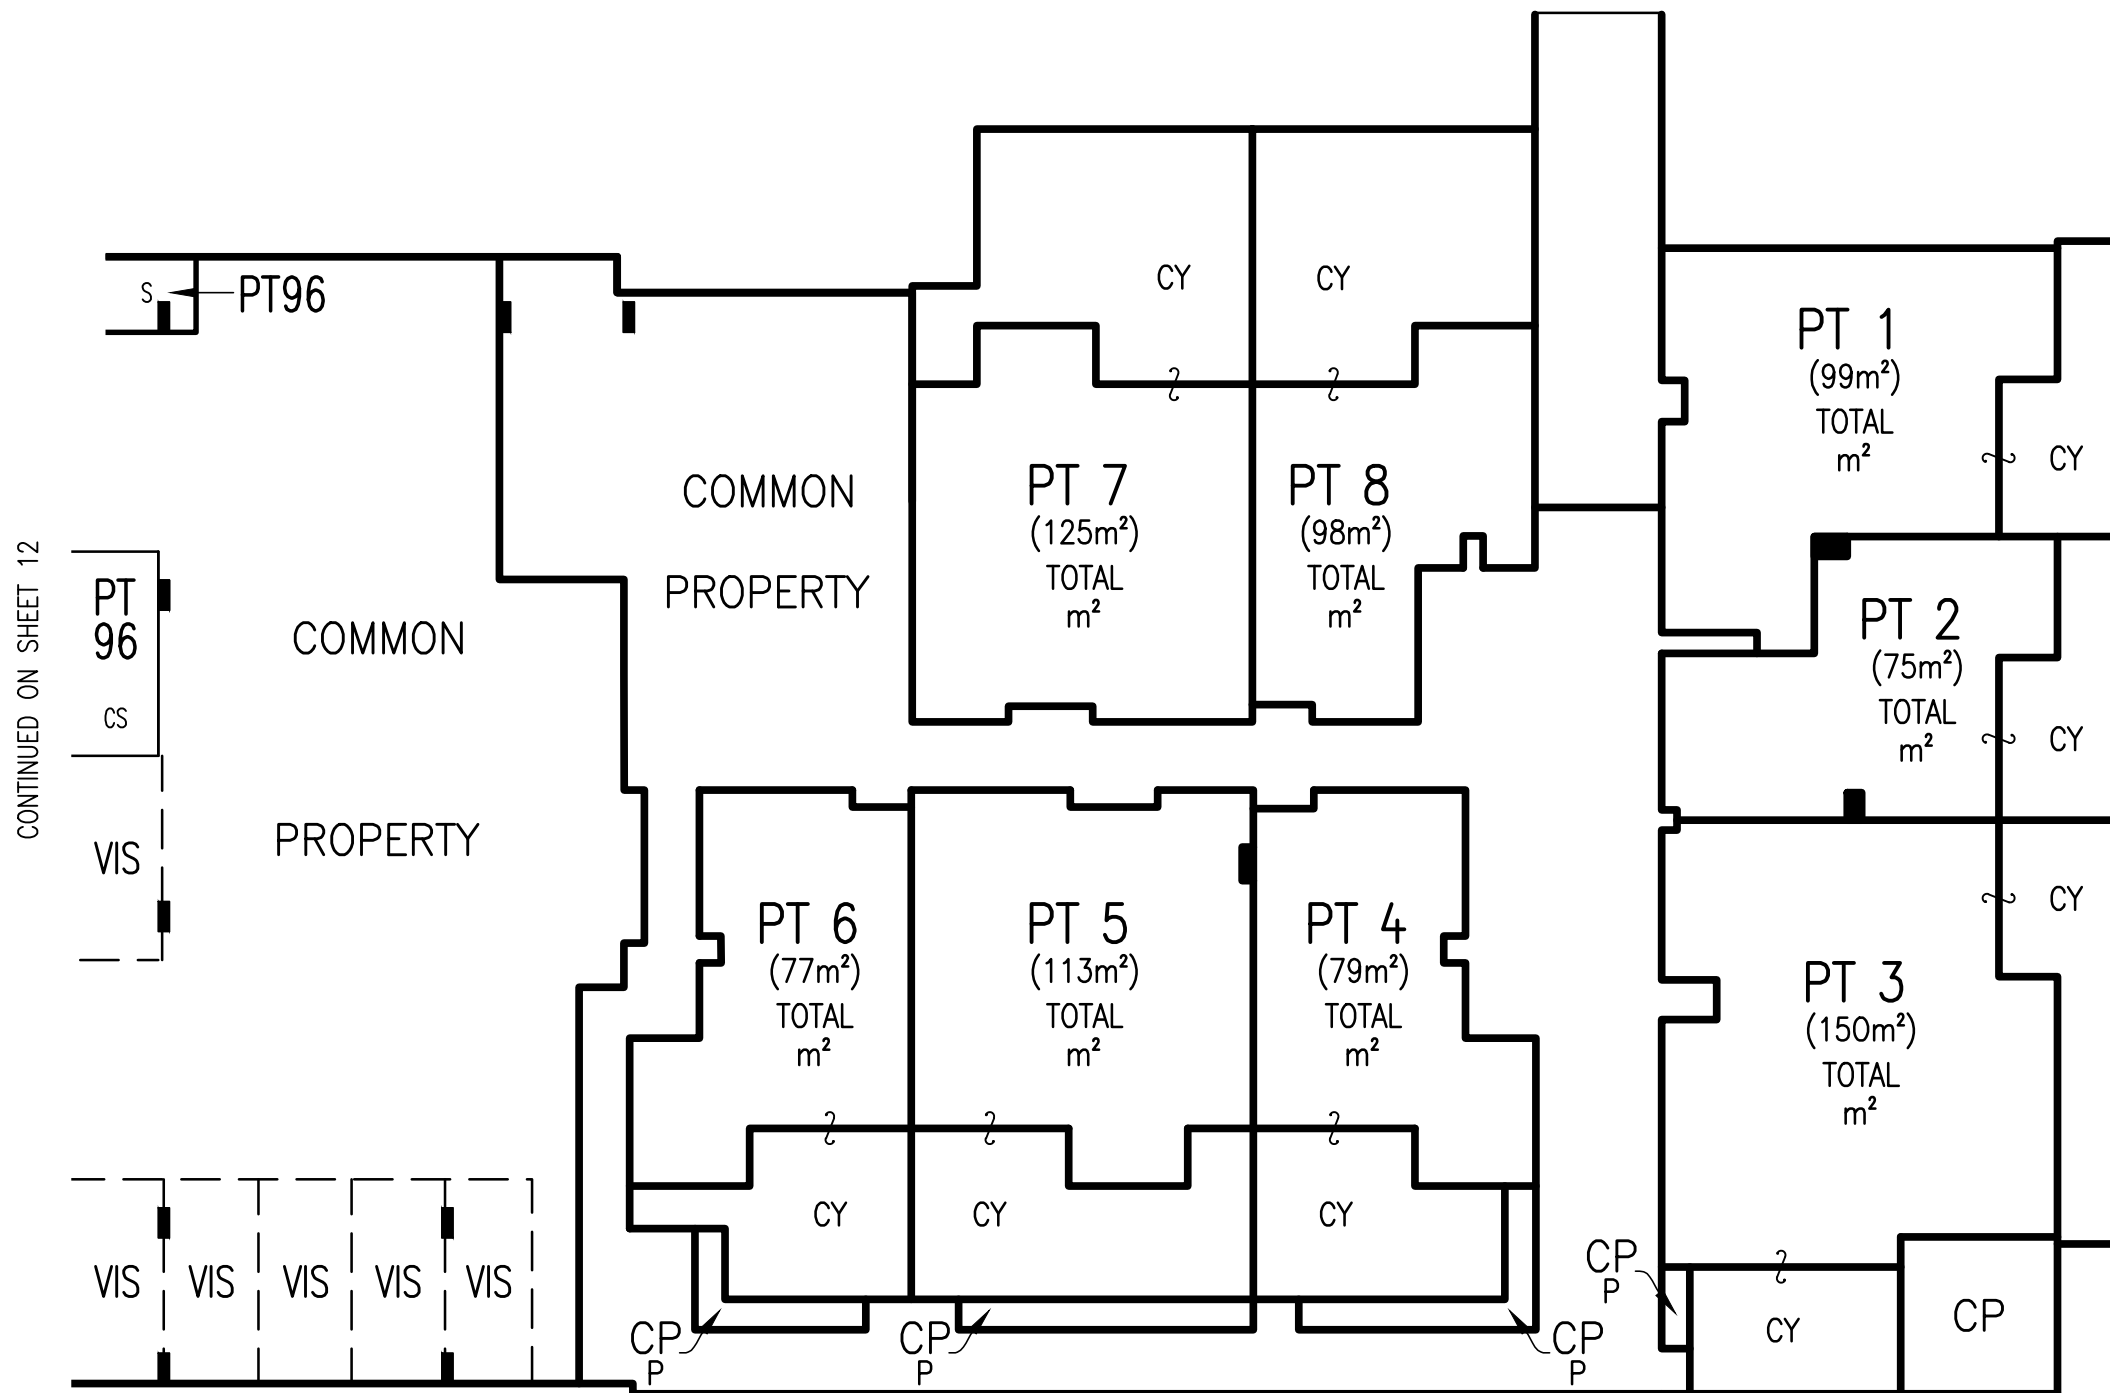 CY
CY
S
PT96
PT 1
(99m²)
TOTAL
m²
CY
COMMON
PROPERTY
PT 7
(125m²)
TOTAL
m²
PT 8
(98m²)
TOTAL
m²
CONTINUED ON SHEET 12
PT
96
CS
COMMON
PROPERTY
PT 2
(75m²)
TOTAL
m²
CY
VIS
PT 6
(77m²)
TOTAL
m²
PT 5
(113m²)
TOTAL
m²
PT 4
(79m²)
TOTAL
m²
CY
PT 3
(150m²)
TOTAL
m²
CY
CY
CY
VIS
VIS
VIS
VIS
VIS
CP
P
CP
P
CP
P
CP
P
CY
CP